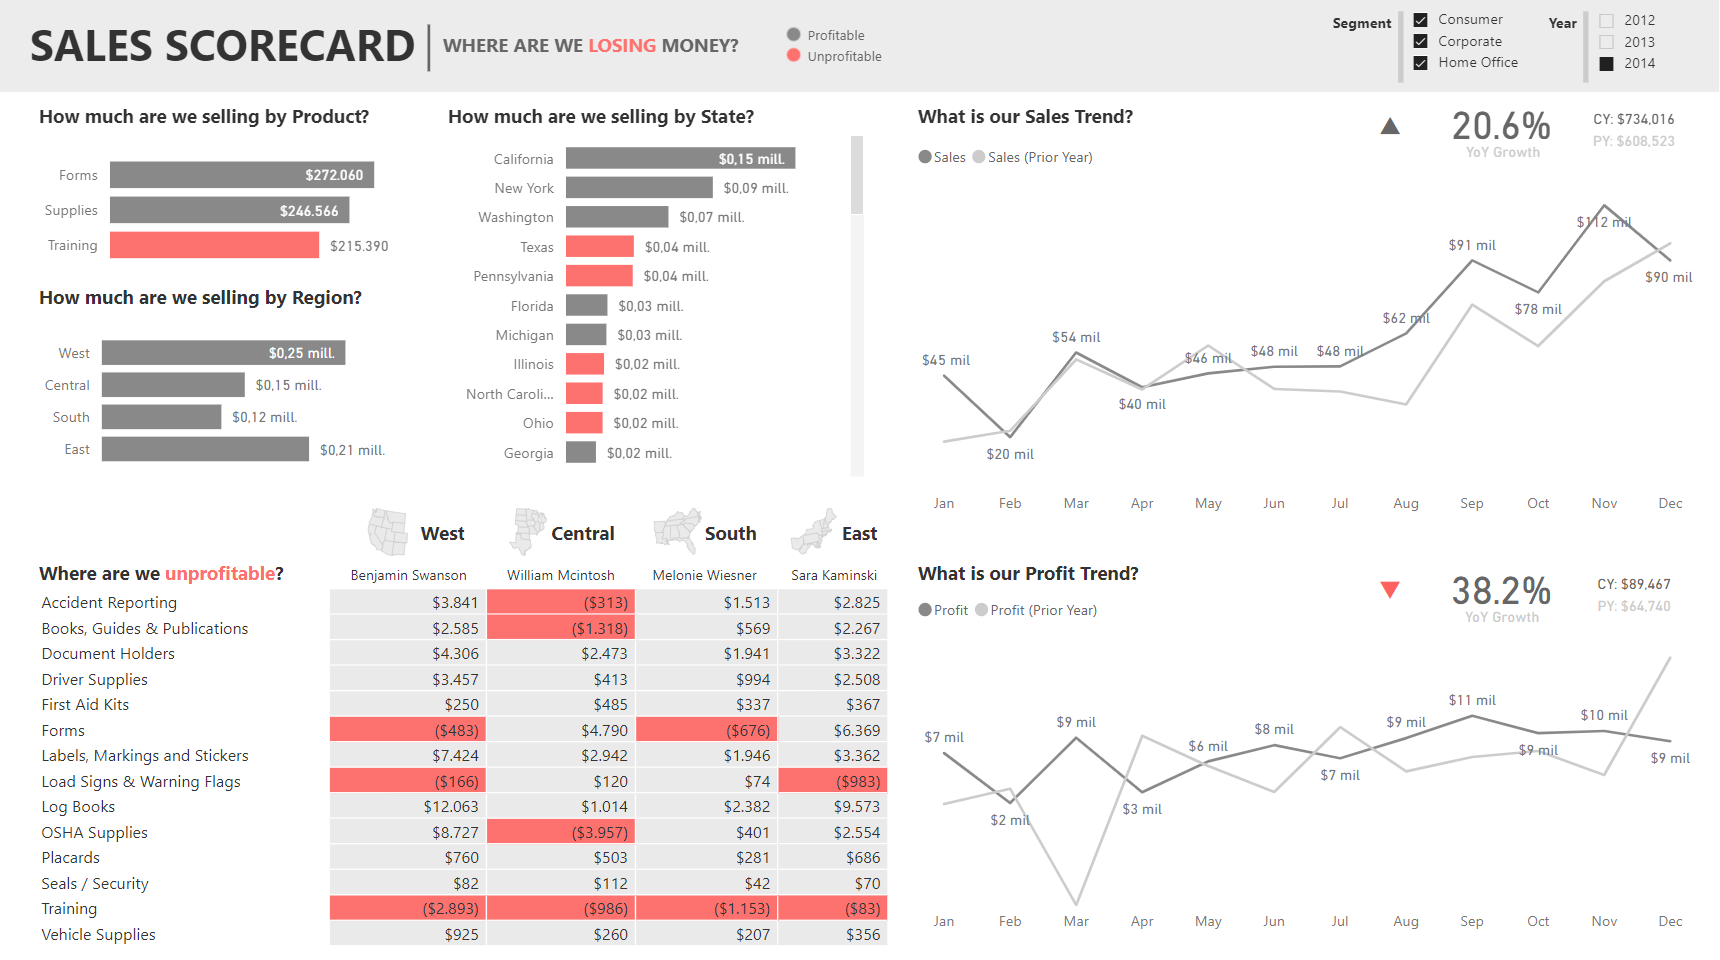 SALES SCORECARD
WHERE ARE WE LOSING MONEY?
Profitable
Unprofitable
Segment
Consumer
Corporate
Home Office
Year
2012
2013
2014
How much are we selling by Product?
Forms $272.060
Supplies $246.566
Training $215.390
How much are we selling by Region?
West $0,25 mill.
Central $0,15 mill.
South $0,12 mill.
East $0,21 mill.
How much are we selling by State?
California $0,15 mill.
New York $0,09 mill.
Washington $0,07 mill.
Texas $0,04 mill.
Pennsylvania $0,04 mill.
Florida $0,03 mill.
Michigan $0,03 mill.
Illinois $0,02 mill.
North Caroli... $0,02 mill.
Ohio $0,02 mill.
Georgia $0,02 mill.
What is our Sales Trend?
Sales Sales (Prior Year)
20.6%
YoY Growth
CY: $734,016
PY: $608,523
$45 mil
$20 mil
$54 mil
$40 mil
$46 mil
$48 mil
$48 mil
$62 mil
$91 mil
$78 mil
$112 mil
$90 mil
Jan Feb Mar Apr May Jun Jul Aug Sep Oct Nov Dec
West Central South East
Where are we unprofitable? Benjamin Swanson William Mcintosh Melonie Wiesner Sara Kaminski
Accident Reporting $3.841 ($313) $1.513 $2.825
Books, Guides & Publications $2.585 ($1.318) $569 $2.267
Document Holders $4.306 $2.473 $1.941 $3.322
Driver Supplies $3.457 $413 $994 $2.508
First Aid Kits $250 $485 $337 $367
Forms ($483) $4.790 ($676) $6.369
Labels, Markings and Stickers $7.424 $2.942 $1.946 $3.362
Load Signs & Warning Flags ($166) $120 $74 ($983)
Log Books $12.063 $1.014 $2.382 $9.573
OSHA Supplies $8.727 ($3.957) $401 $2.554
Placards $760 $503 $281 $686
Seals / Security $82 $112 $42 $70
Training ($2.893) ($986) ($1.153) ($83)
Vehicle Supplies $925 $260 $207 $356
What is our Profit Trend?
Profit Profit (Prior Year)
38.2%
YoY Growth
CY: $89,467
PY: $64,740
$7 mil
$2 mil
$9 mil
$3 mil
$6 mil
$8 mil
$7 mil
$9 mil
$11 mil
$9 mil
$10 mil
$9 mil
Jan Feb Mar Apr May Jun Jul Aug Sep Oct Nov Dec